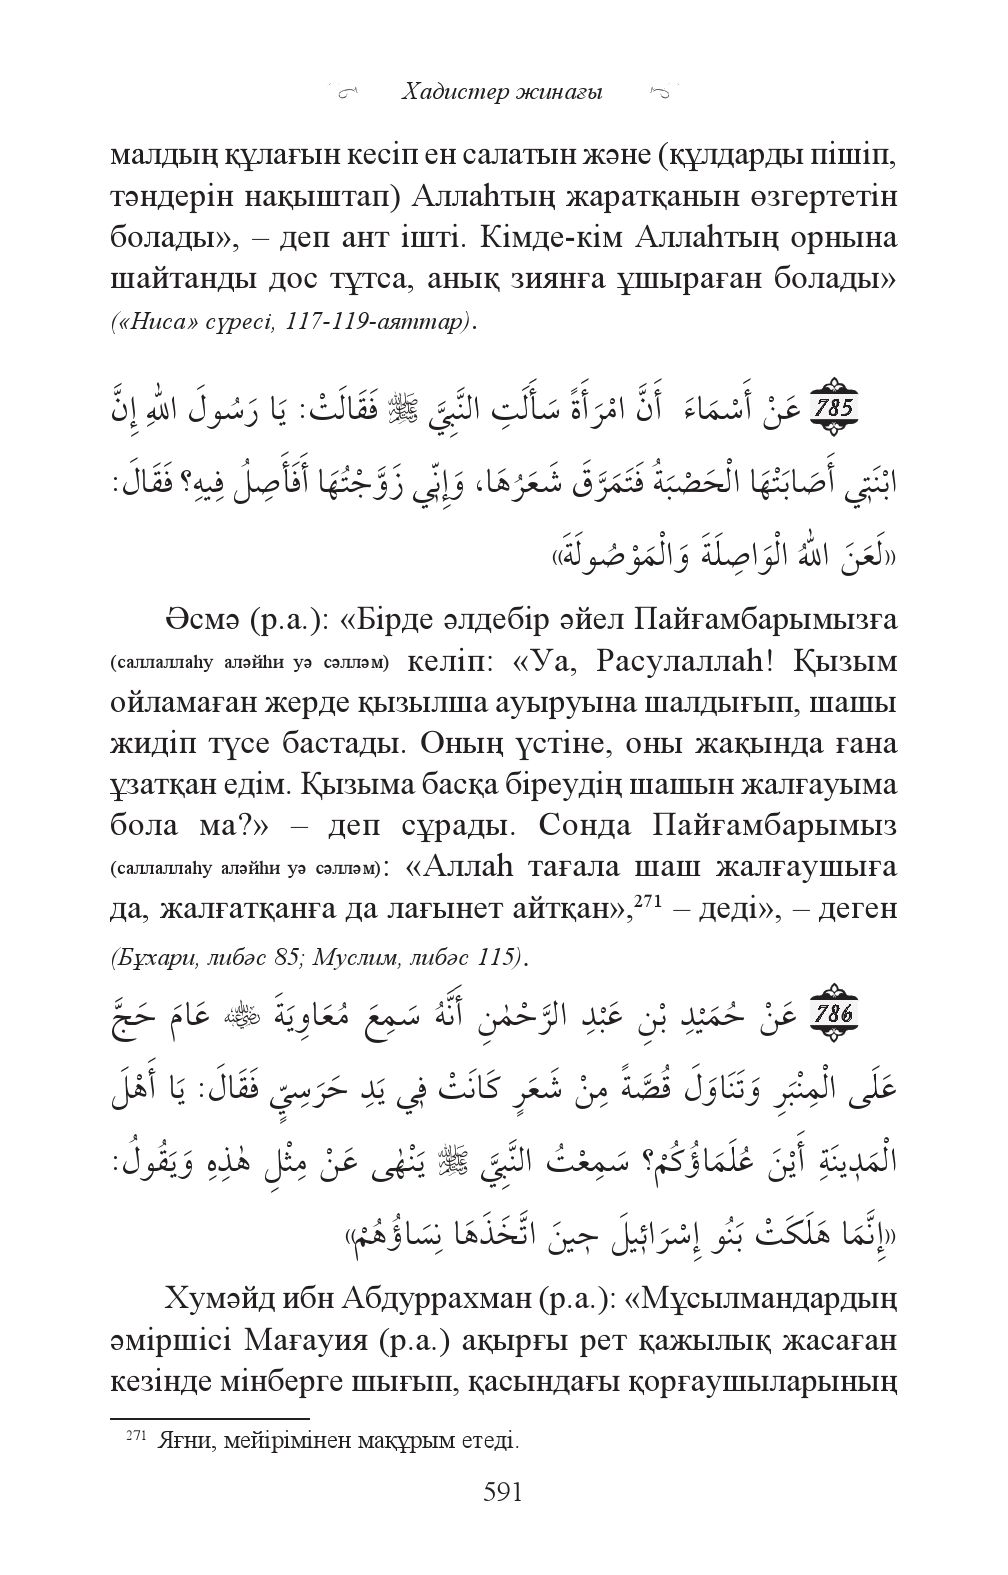 Хадистер жинағы
малдың құлағын кесіп ен салатын және (құлдарды пішіп,
тәндерін нақыштап) Аллаһтың жаратқанын өзгертетін
болады», – деп ант ішті. Кімде-кім Аллаһтың орнына
шайтанды дос тұтса, анық зиянға ұшыраған болады»
(«Ниса» сүресі, 117-119-аяттар).
785 عَنْ أَسْمَاءَ أَنَّ امْرَأَةً سَأَلَتِ النَّبِيَّ ﷺ فَقَالَتْ: يَا رَسُولَ اللهِ إِنَّ
ابْنَتِي أَصَابَتْهَا الْحَصْبَةُ فَتَمَرَّقَ شَعَرُهَا، وَإِنِّي زَوَّجْتُهَا أَفَأَصِلُ فِيهِ؟ فَقَالَ:
«لَعَنَ اللهُ الْوَاصِلَةَ وَالْمَوْصُولَةَ»
Әсмә (р.а.): «Бірде әлдебір әйел Пайғамбарымызға
(саллаллаһу аләйһи уә сәлләм) келіп: «Уа, Расулаллаһ! Қызым
ойламаған жерде қызылша ауыруына шалдығып, шашы
жидіп түсе бастады. Оның үстіне, оны жақында ғана
ұзатқан едім. Қызыма басқа біреудің шашын жалғауыма
бола ма?» – деп сұрады. Сонда Пайғамбарымыз
(саллаллаһу аләйһи уә сәлләм): «Аллаһ тағала шаш жалғаушыға
да, жалғатқанға да лағынет айтқан»,271 – деді», – деген
(Бұхари, либәс 85; Муслим, либәс 115).
786 عَنْ حُمَيْدِ بْنِ عَبْدِ الرَّحْمٰنِ أَنَّهُ سَمِعَ مُعَاوِيَةَ رضي الله عنه عَامَ حَجَّ
عَلَى الْمِنْبَرِ وَتَنَاوَلَ قُصَّةً مِنْ شَعَرٍ كَانَتْ فِي يَدِ حَرَسِيٍّ فَقَالَ: يَا أَهْلَ
الْمَدِينَةِ أَيْنَ عُلَمَاؤُكُمْ؟ سَمِعْتُ النَّبِيَّ ﷺ يَنْهٰى عَنْ مِثْلِ هٰذِهِ وَيَقُولُ:
«إِنَّمَا هَلَكَتْ بَنُو إِسْرَائِيلَ حِينَ اتَّخَذَهَا نِسَاؤُهُمْ»
Хумәйд ибн Абдуррахман (р.а.): «Мұсылмандардың
әміршісі Мағауия (р.а.) ақырғы рет қажылық жасаған
кезінде мінберге шығып, қасындағы қорғаушыларының
271 Яғни, мейірімінен мақұрым етеді.
591